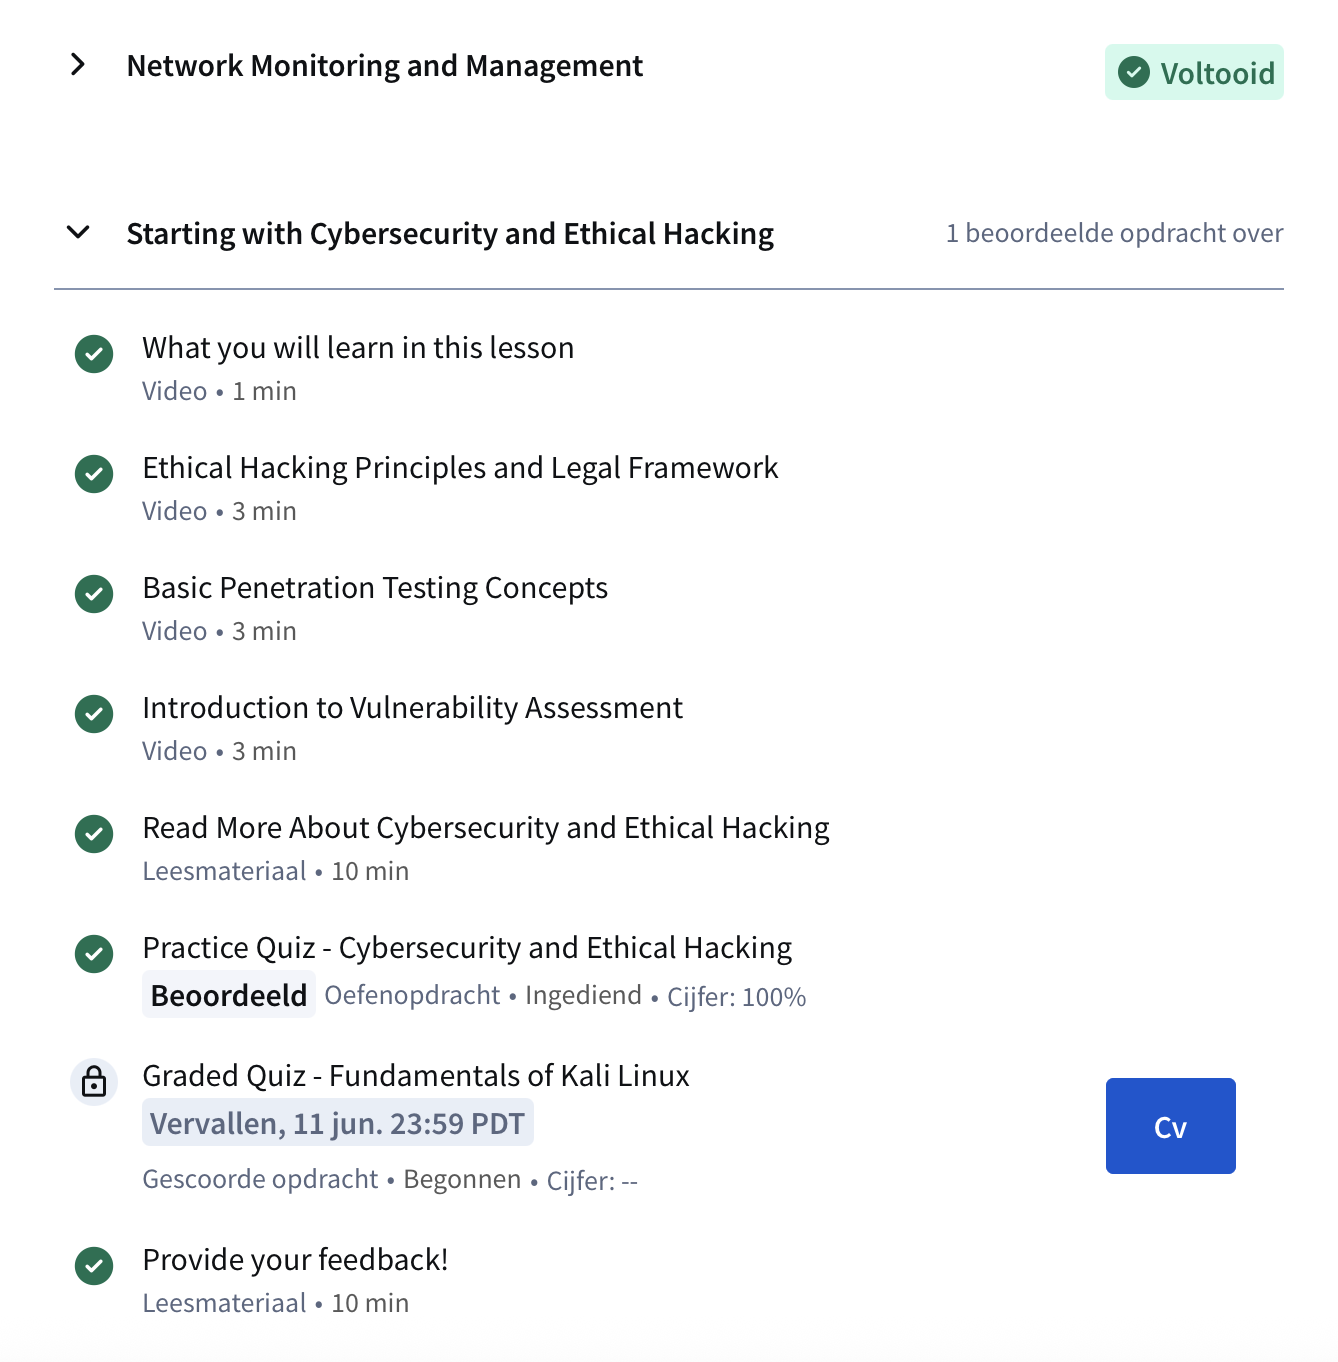 Network Monitoring and Management
Voltooid
Starting with Cybersecurity and Ethical Hacking
1 beoordeelde opdracht over
What you will learn in this lesson
Video • 1 min
Ethical Hacking Principles and Legal Framework
Video • 3 min
Basic Penetration Testing Concepts
Video • 3 min
Introduction to Vulnerability Assessment
Video • 3 min
Read More About Cybersecurity and Ethical Hacking
Leesmateriaal • 10 min
Practice Quiz - Cybersecurity and Ethical Hacking
Beoordeeld Oefenopdracht • Ingediend • Cijfer: 100%
Graded Quiz - Fundamentals of Kali Linux
Vervallen, 11 jun. 23:59 PDT
Cv
Gescoorde opdracht • Begonnen • Cijfer: --
Provide your feedback!
Leesmateriaal • 10 min